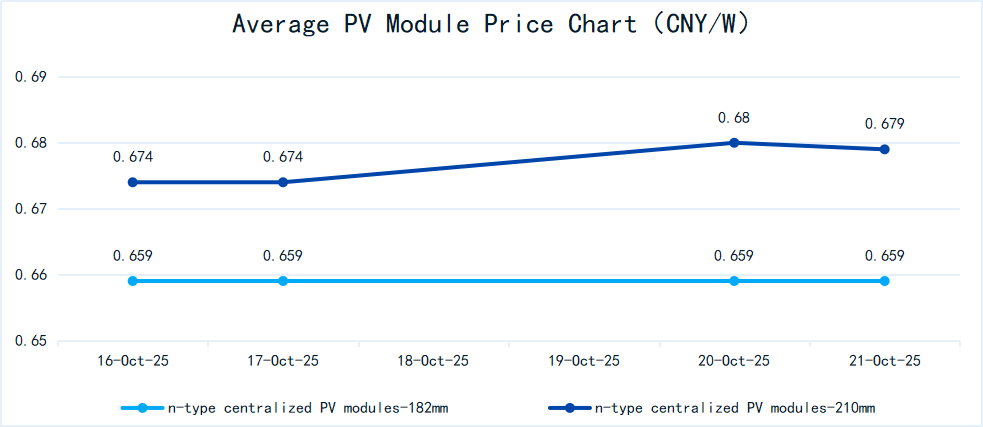 Average PV Module Price Chart (CNY/W)
0.69
0.68
0.67
0.66
0.65
0.674
0.674
0.68
0.679
0.659
0.659
0.659
0.659
16-Oct-25
17-Oct-25
18-Oct-25
19-Oct-25
20-Oct-25
21-Oct-25
n-type centralized PV modules-182mm
n-type centralized PV modules-210mm